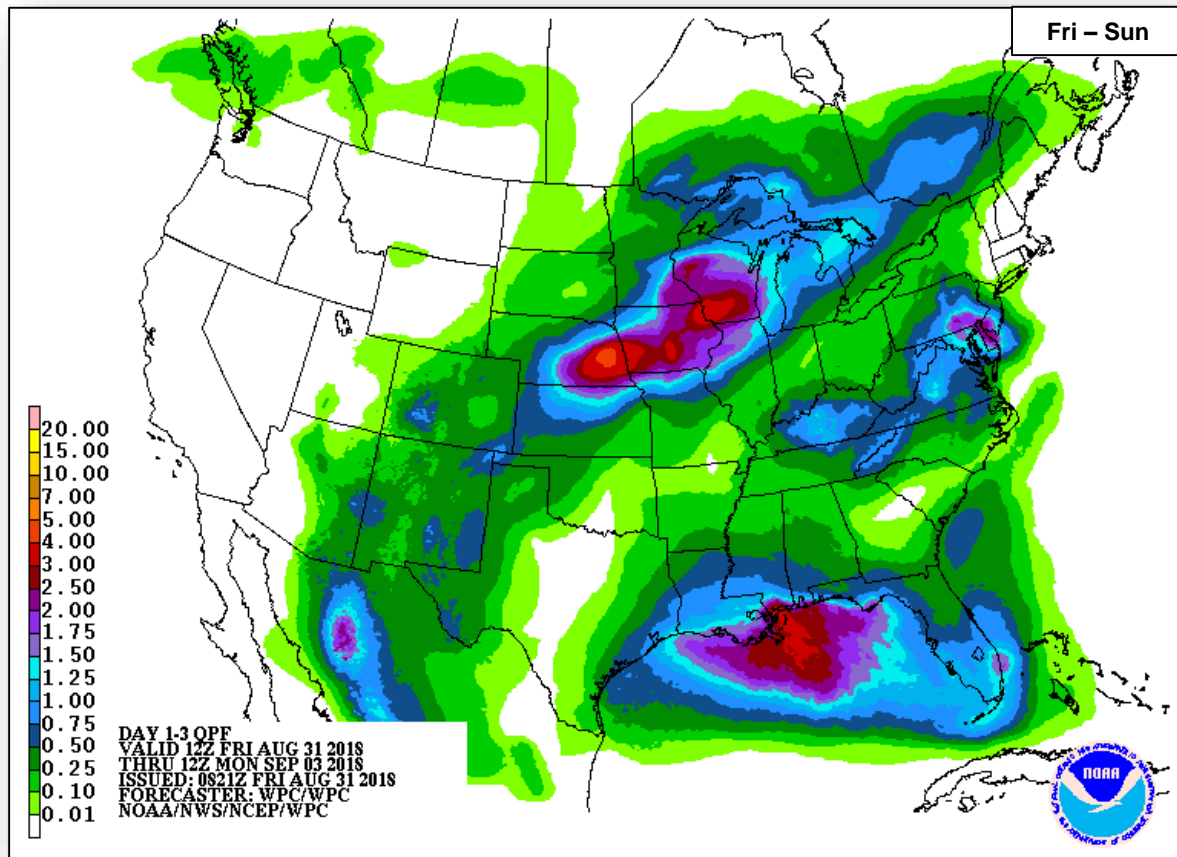 Fri – Sun
20.00
15.00
10.00
7.00
5.00
4.00
3.00
2.50
2.00
1.75
1.50
1.25
1.00
0.75
0.50
0.25
0.10
0.01
DAY 1-3 QPF
VALID 12Z FRI AUG 31 2018
THRU 12Z MON SEP 03 2018
ISSUED: 0821Z FRI AUG 31 2018
FORECASTER: WPC/WPC
NOAA/NWS/NCEP/WPC
NOAA